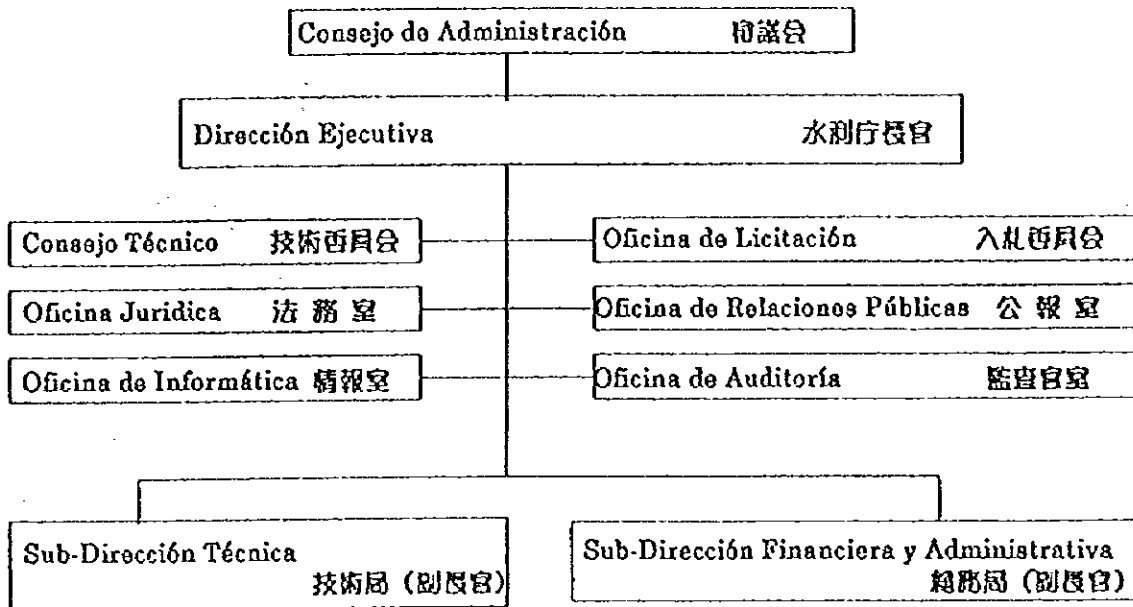 Consejo de Administración 審議会
Dirección Ejecutiva 水利庁長官
Consejo Técnico 技術委員会
Oficina de Licitación 入札委員会
Oficina Juridica 法務室
Oficina de Relaciones Públicas 公報室
Oficina de Informática 情報室
Oficina de Auditoría 監査官室
Sub-Dirección Técnica
技術局（副長官）
Sub-Dirección Financiera y Administrativa
総務局（副長官）